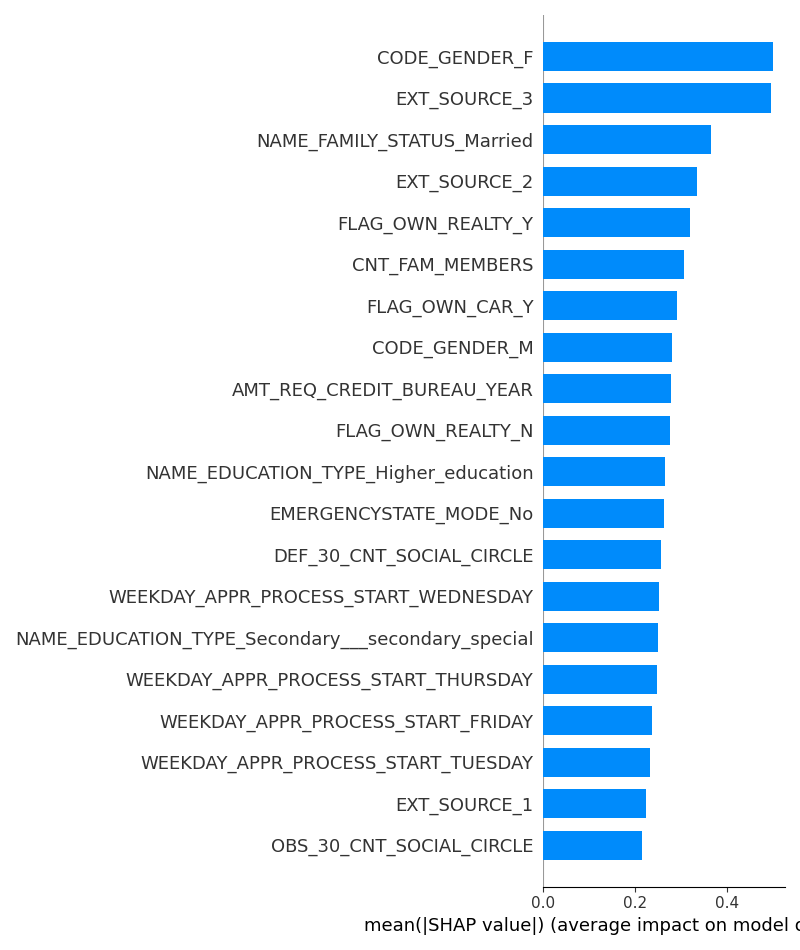 CODE_GENDER_F
EXT_SOURCE_3
NAME_FAMILY_STATUS_Married
EXT_SOURCE_2
FLAG_OWN_REALTY_Y
CNT_FAM_MEMBERS
FLAG_OWN_CAR_Y
CODE_GENDER_M
AMT_REQ_CREDIT_BUREAU_YEAR
FLAG_OWN_REALTY_N
NAME_EDUCATION_TYPE_Higher_education
EMERGENCYSTATE_MODE_No
DEF_30_CNT_SOCIAL_CIRCLE
WEEKDAY_APPR_PROCESS_START_WEDNESDAY
NAME_EDUCATION_TYPE_Secondary___secondary_special
WEEKDAY_APPR_PROCESS_START_THURSDAY
WEEKDAY_APPR_PROCESS_START_FRIDAY
WEEKDAY_APPR_PROCESS_START_TUESDAY
EXT_SOURCE_1
OBS_30_CNT_SOCIAL_CIRCLE
0.0 0.2 0.4
mean(|SHAP value|) (average impact on model